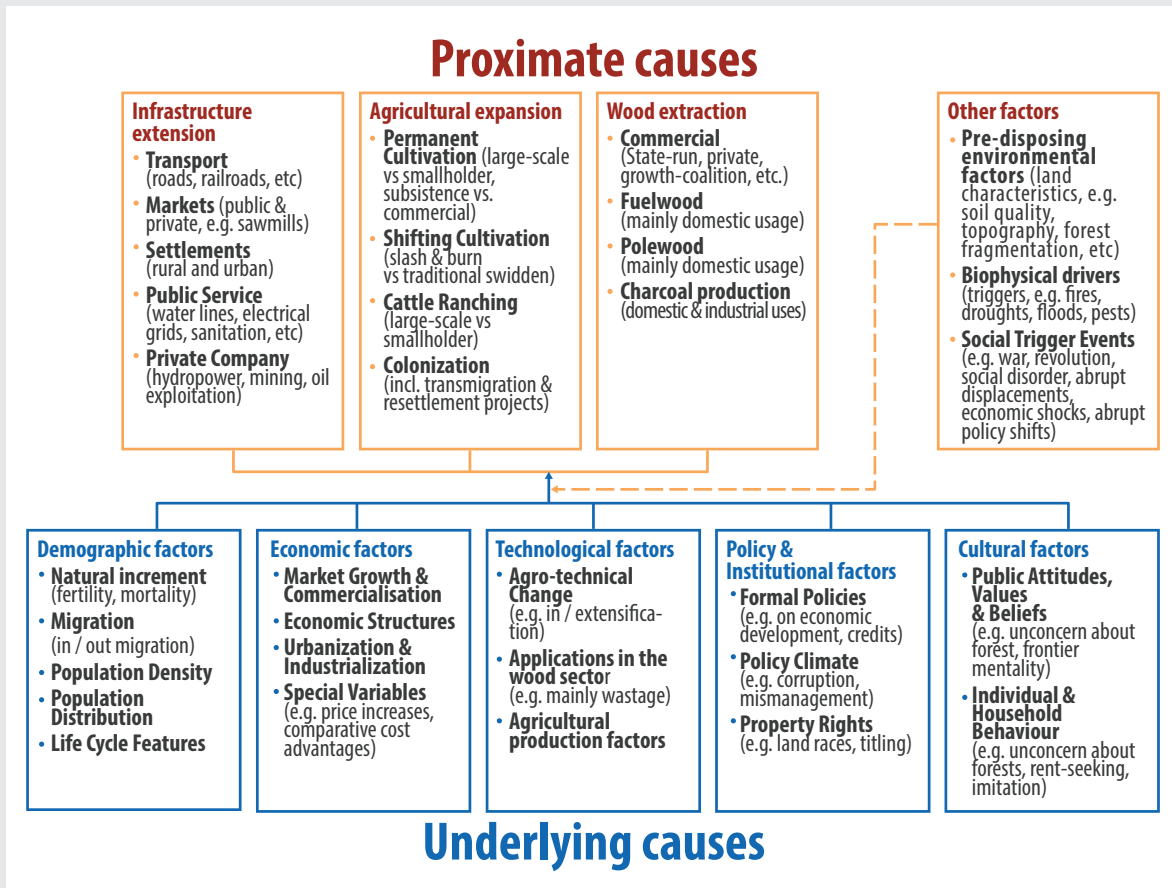 Proximate causes
Infrastructure
extension
• Transport
(roads, railroads, etc)
• Markets (public &
private, e.g. sawmills)
• Settlements
(rural and urban)
• Public Service
(water lines, electrical
grids, sanitation, etc)
• Private Company
(hydropower, mining, oil
exploitation)
Agricultural expansion
• Permanent
Cultivation (large-scale
vs smallholder,
subsistence vs.
commercial)
• Shifting Cultivation
(slash & burn
vs traditional swidden)
• Cattle Ranching
(large-scale vs
smallholder)
• Colonization
(incl. transmigration &
resettlement projects)
Wood extraction
• Commercial
(State-run, private,
growth-coalition, etc.)
• Fuelwood
(mainly domestic usage)
• Polewood
(mainly domestic usage)
• Charcoal production
(domestic & industrial uses)
Other factors
• Pre-disposing
environmental
factors (land
characteristics, e.g.
soil quality,
topography, forest
fragmentation, etc)
• Biophysical drivers
(triggers, e.g. fires,
droughts, floods, pests)
• Social Trigger Events
(e.g. war, revolution,
social disorder, abrupt
displacements,
economic shocks, abrupt
policy shifts)
Demographic factors
• Natural increment
(fertility, mortality)
• Migration
(in / out migration)
• Population Density
• Population
Distribution
• Life Cycle Features
Economic factors
• Market Growth &
Commercialisation
• Economic Structures
• Urbanization &
Industrialization
• Special Variables
(e.g. price increases,
comparative cost
advantages)
Technological factors
• Agro-technical
Change
(e.g. in / extensifica-
tion)
• Applications in the
wood sector
(e.g. mainly wastage)
• Agricultural
production factors
Policy &
Institutional factors
• Formal Policies
(e.g. on economic
development, credits)
• Policy Climate
(e.g. corruption,
mismanagement)
• Property Rights
(e.g. land races, titling)
Cultural factors
• Public Attitudes,
Values
& Beliefs
(e.g. unconcern about
forest, frontier
mentality)
• Individual &
Household
Behaviour
(e.g. unconcern about
forests, rent-seeking,
imitation)
Underlying causes